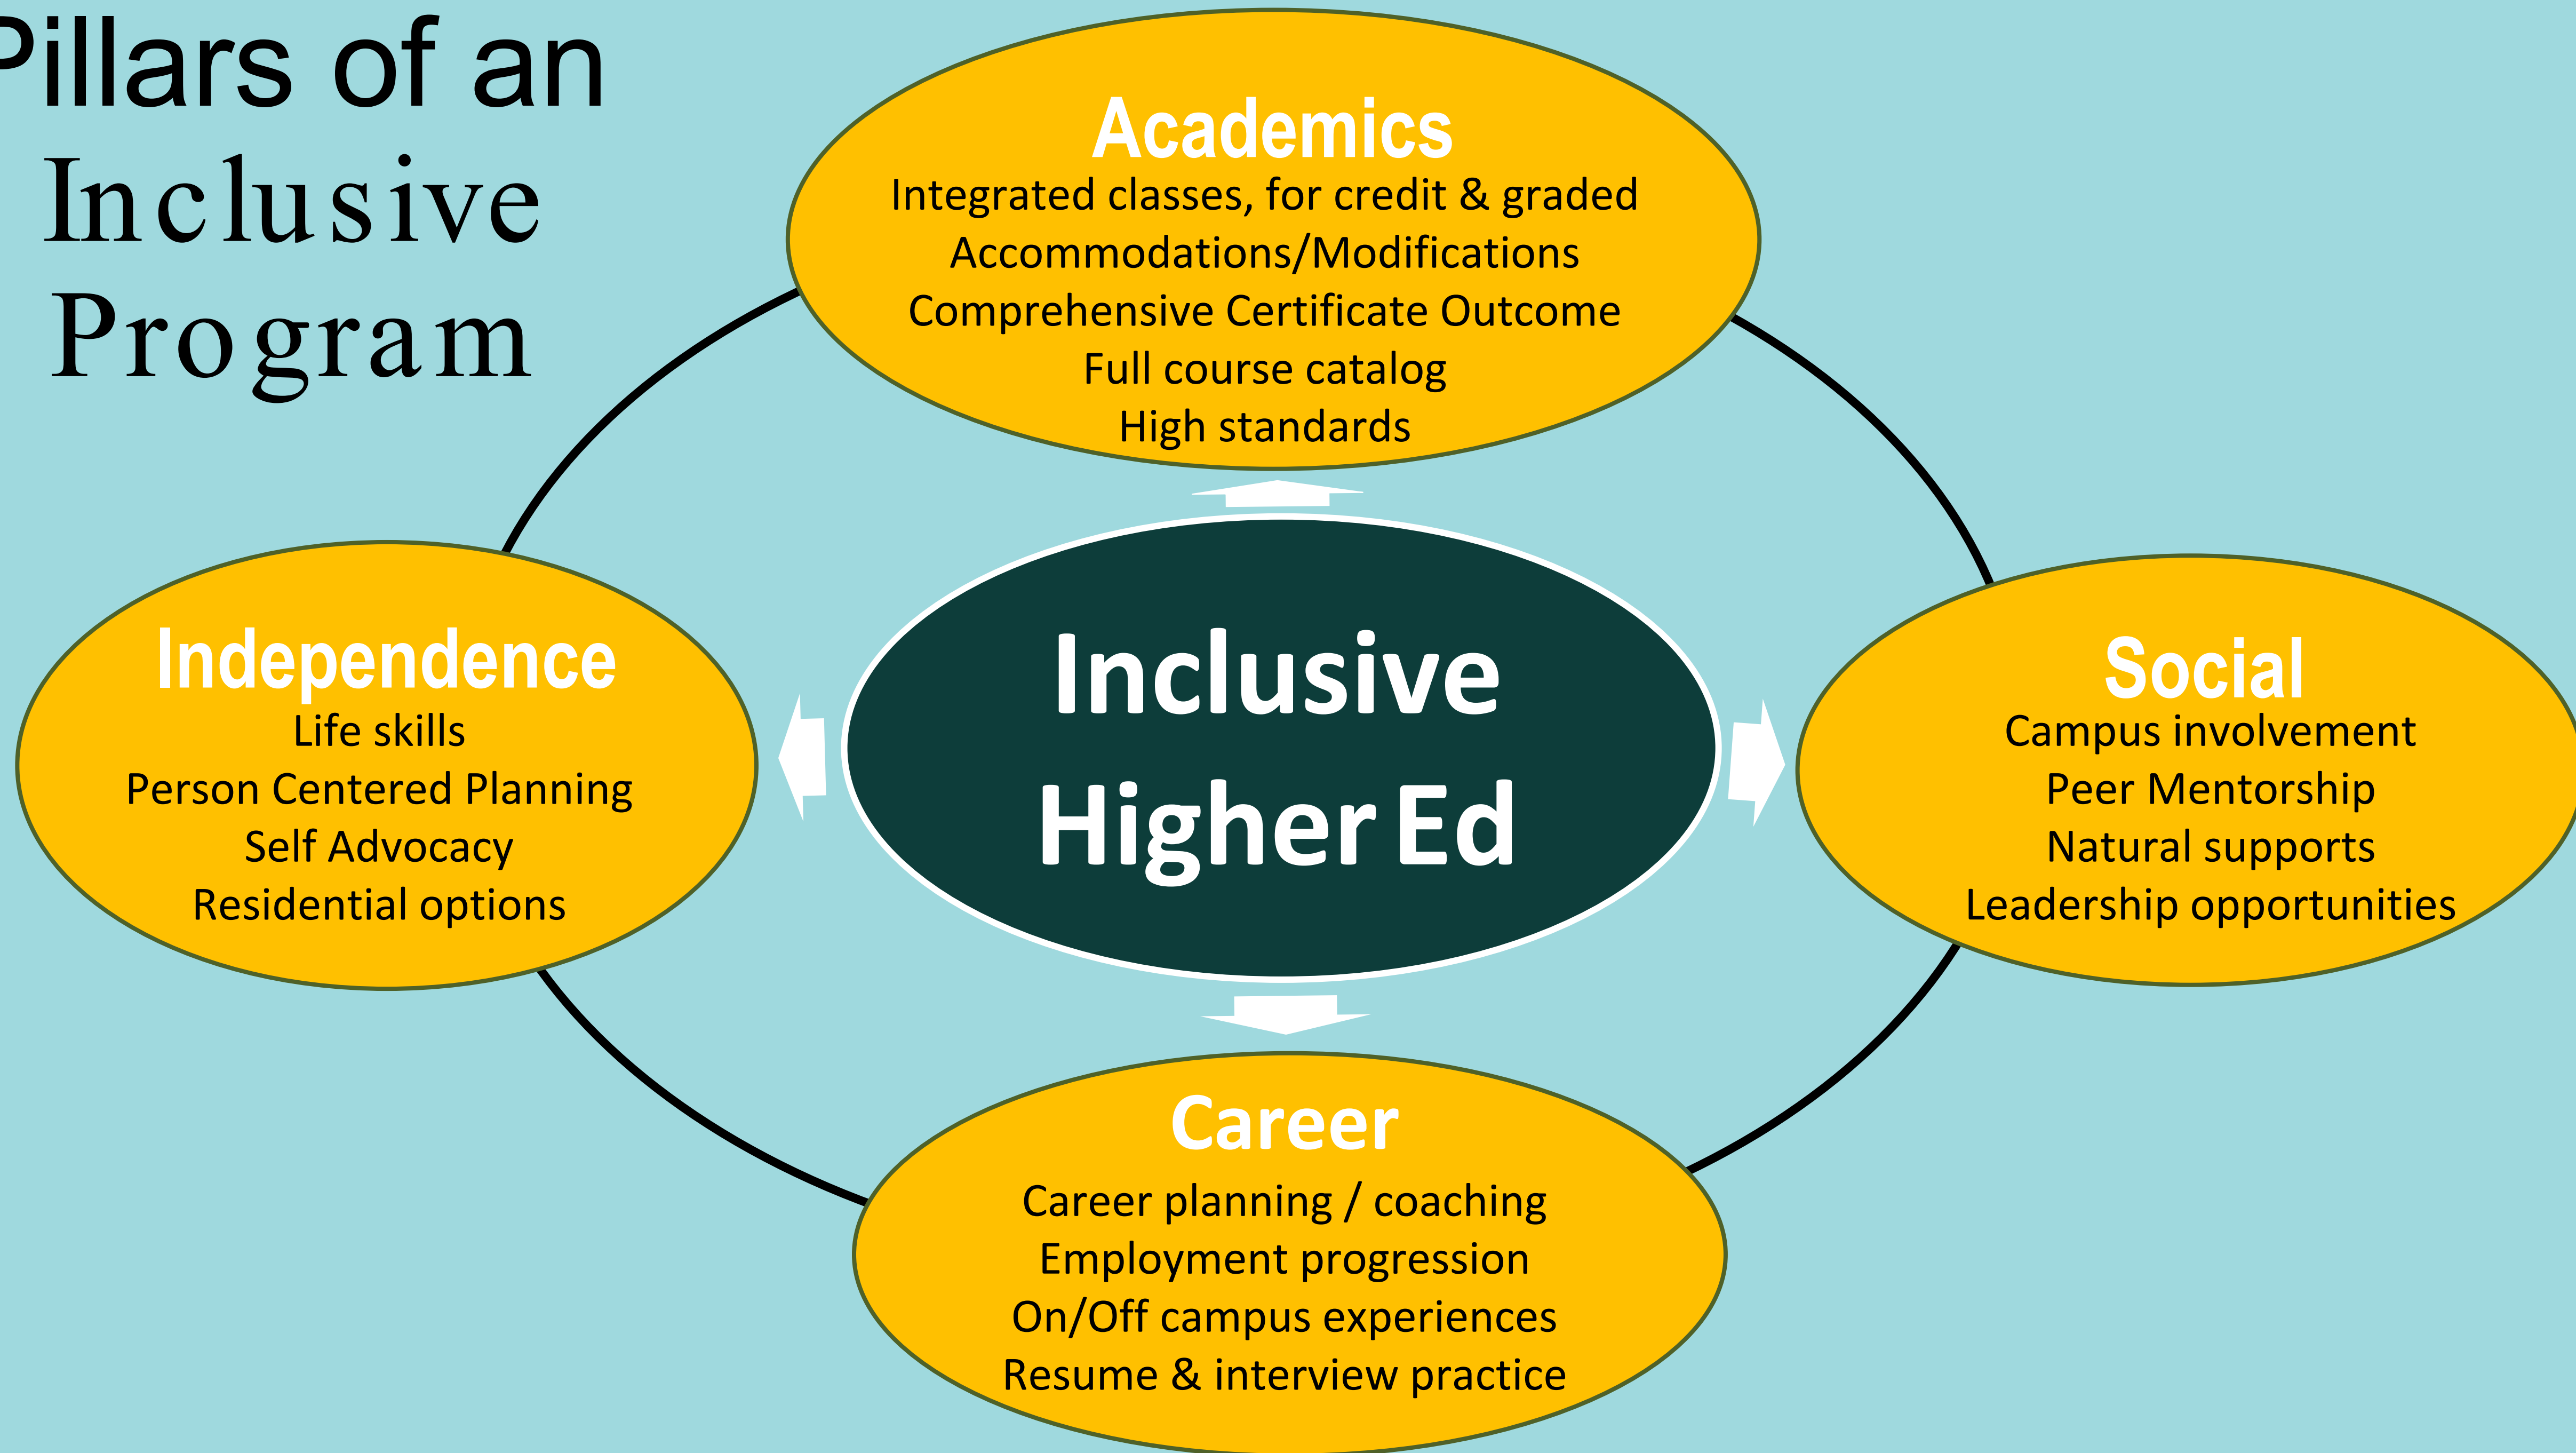 Pillars of an
Inclusive
Program
Academics
Integrated classes, for credit & graded
Accommodations/Modifications
Comprehensive Certificate Outcome
Full course catalog
High standards
Independence
Life skills
Person Centered Planning
Self Advocacy
Residential options
Inclusive
Higher Ed
Social
Campus involvement
Peer Mentorship
Natural supports
Leadership opportunities
Career
Career planning / coaching
Employment progression
On/Off campus experiences
Resume & interview practice